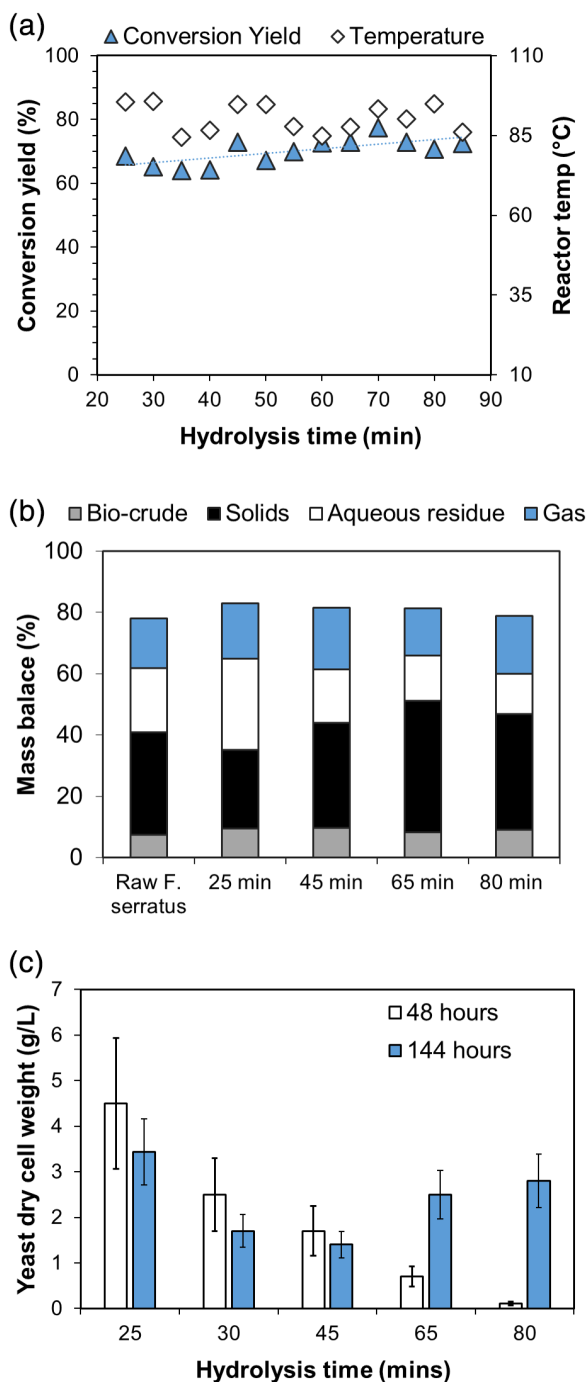 (a)
Conversion Yield Temperature
100 110
80 85
60 60
40
20 35
0 10
20 30 40 50 60 70 80 90
Conversion yield (%)
Reactor temp (°C)
Hydrolysis time (min)
(b)
Bio-crude Solids Aqueous residue Gas
100
80
60
40
20
0
Mass balace (%)
Raw F. 25 min 45 min 65 min 80 min
serratus
(c)
7
6
5
4
3
2
1
0
48 hours
144 hours
Yeast dry cell weight (g/L)
25 30 45 65 80
Hydrolysis time (mins)